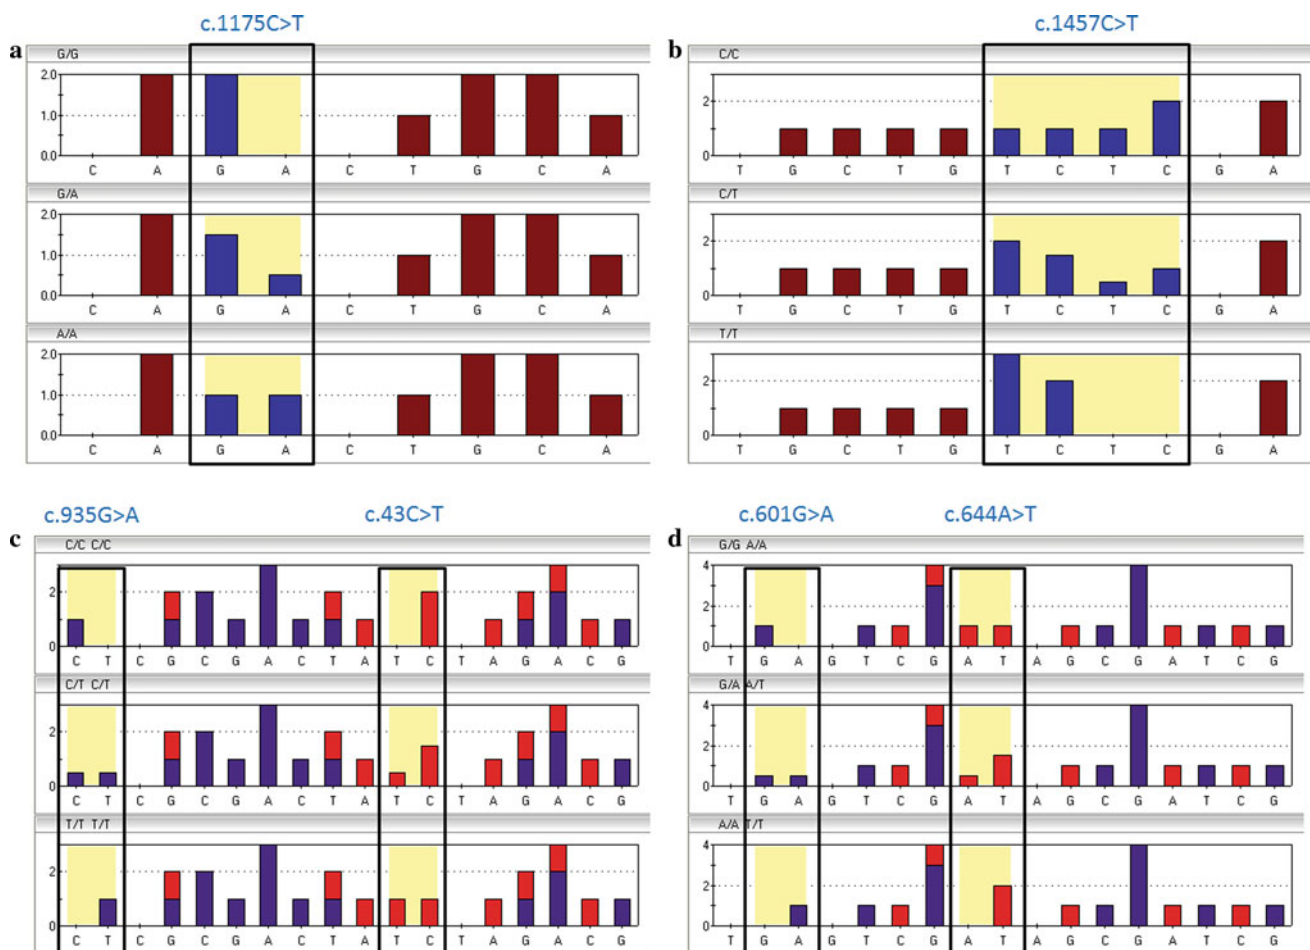 c.1175C>T
a
G/G
2.0
1.0
0.0
C A G A C T G C A
G/A
2.0
1.0
0.0
C A G A C T G C A
A/A
2.0
1.0
0.0
C A G A C T G C A
c.1457C>T
b
C/C
2
0
T G C T G T C T C G A
C/T
2
0
T G C T G T C T C G A
T/T
2
0
T G C T G T C T C G A
c.935G>A c.43C>T
c
C/C C/C
2
0
C T C G C G A C T A T C T A G A C G
C/T C/T
2
0
C T C G C G A C T A T C T A G A C G
T/T T/T
2
0
C T C G C G A C T A T C T A G A C G
c.601G>A c.644A>T
d
G/G A/A
4
2
0
T G A G T C G A T A G C G A T C G
G/A A/T
4
2
0
T G A G T C G A T A G C G A T C G
A/A T/T
4
2
0
T G A G T C G A T A G C G A T C G